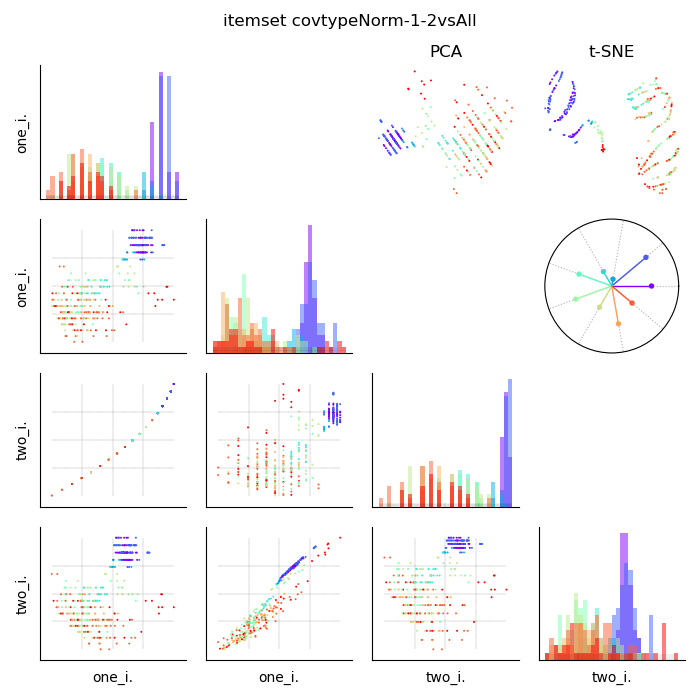 itemset covtypeNorm-1-2vsAll
PCA
t-SNE
one_i.
one_i.
two_i.
two_i.
one_i.
one_i.
two_i.
two_i.